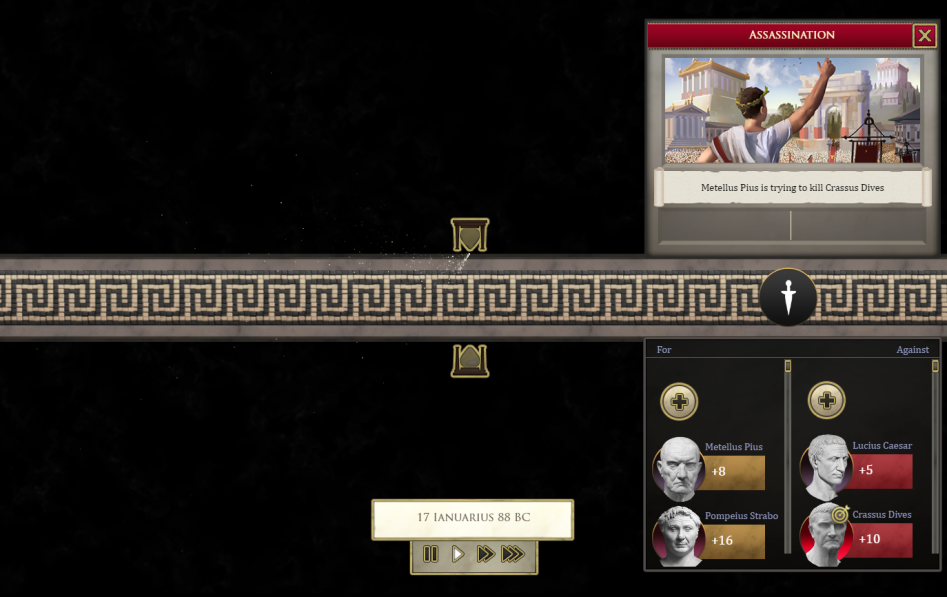 ASSASSINATION
Metellus Pius is trying to kill Crassus Dives
For
Against
Metellus Pius
+8
Lucius Caesar
+5
Pompeius Strabo
+16
Crassus Dives
+10
17 IANUARIUS 88 BC